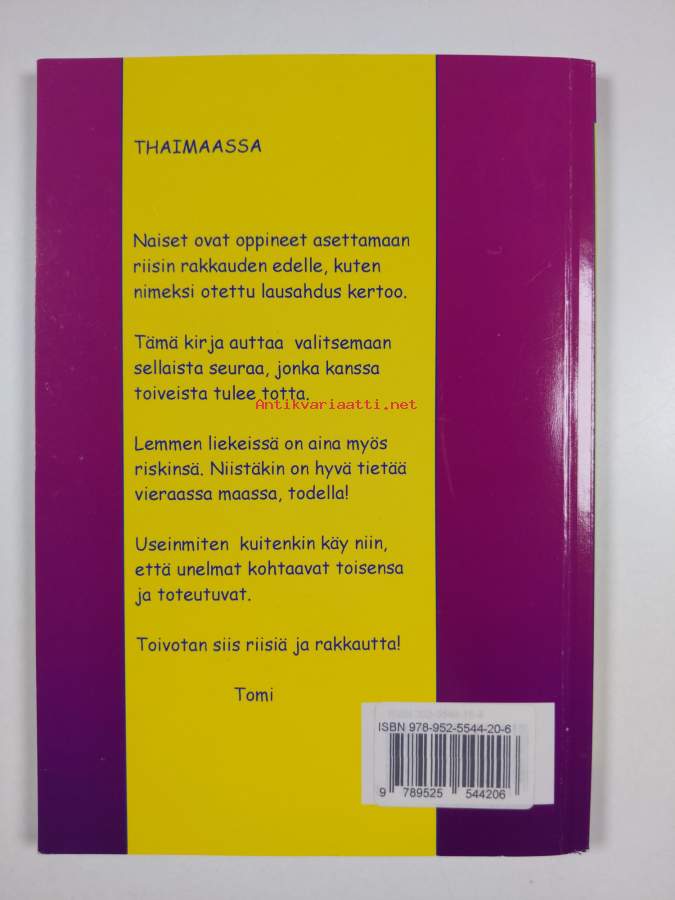 THAIMAASSA
Naiset ovat oppineet asettamaan
riisin rakkauden edelle, kuten
nimeksi otettu lausahdus kertoo.
Tämä kirja auttaa valitsemaan
sellaista seuraa, jonka kanssa
toiveista tulee totta.
Antikvariaatti.net
Lemmen liekeissä on aina myös
riskinsä. Niistäkin on hyvä tietää
vieraassa maassa, todella!
Useinmiten kuitenkin käy niin,
että unelmat kohtaavat toisensa
ja toteutuvat.
Toivotan siis riisiä ja rakkautta!
Tomi
ISBN 978-952-5544-20-6
9 789525 544206